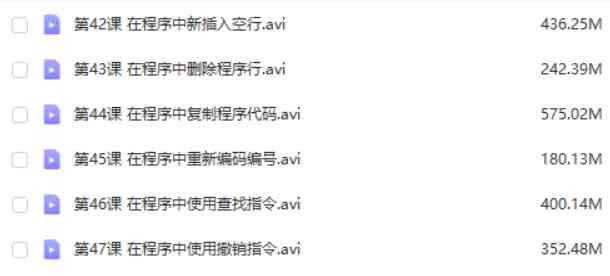 第42课 在程序中新插入空行.avi 436.25M
第43课 在程序中删除程序行.avi 242.39M
第44课 在程序中复制程序代码.avi 575.02M
第45课 在程序中重新编码编号.avi 180.13M
第46课 在程序中使用查找指令.avi 400.14M
第47课 在程序中使用撤销指令.avi 352.48M